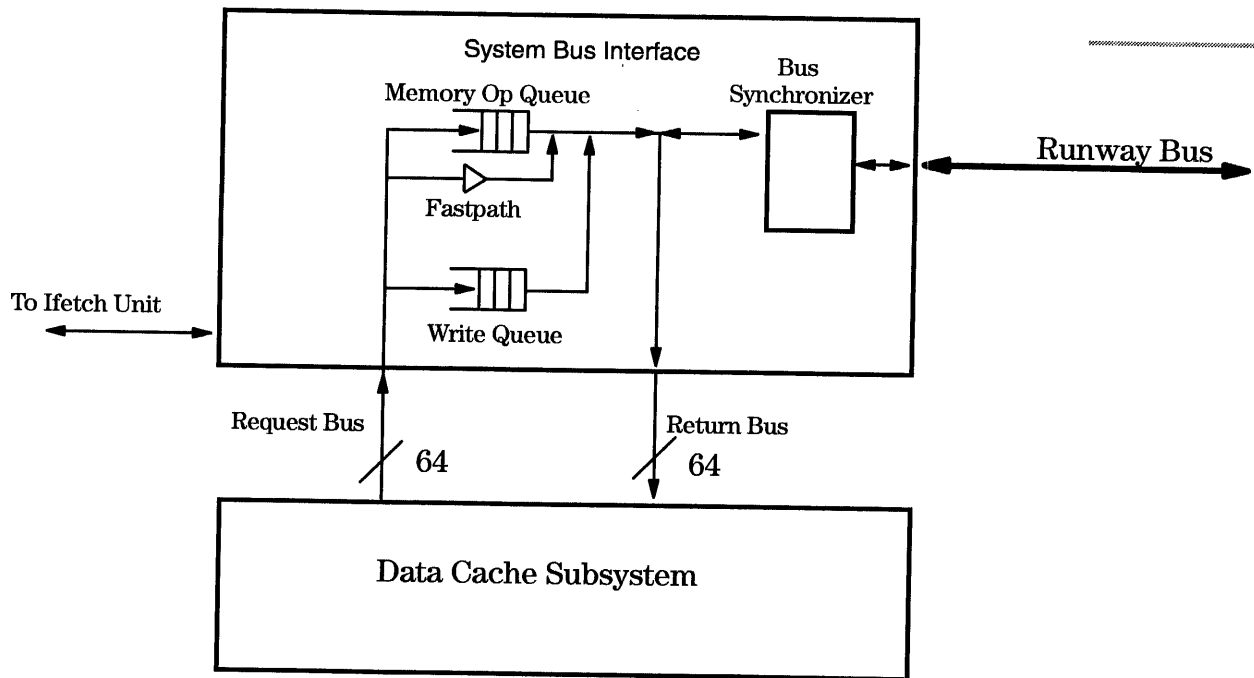 System Bus Interface
Memory Op Queue
Bus
Synchronizer
Runway Bus
Fastpath
To Ifetch Unit
Write Queue
Request Bus
Return Bus
64
64
Data Cache Subsystem